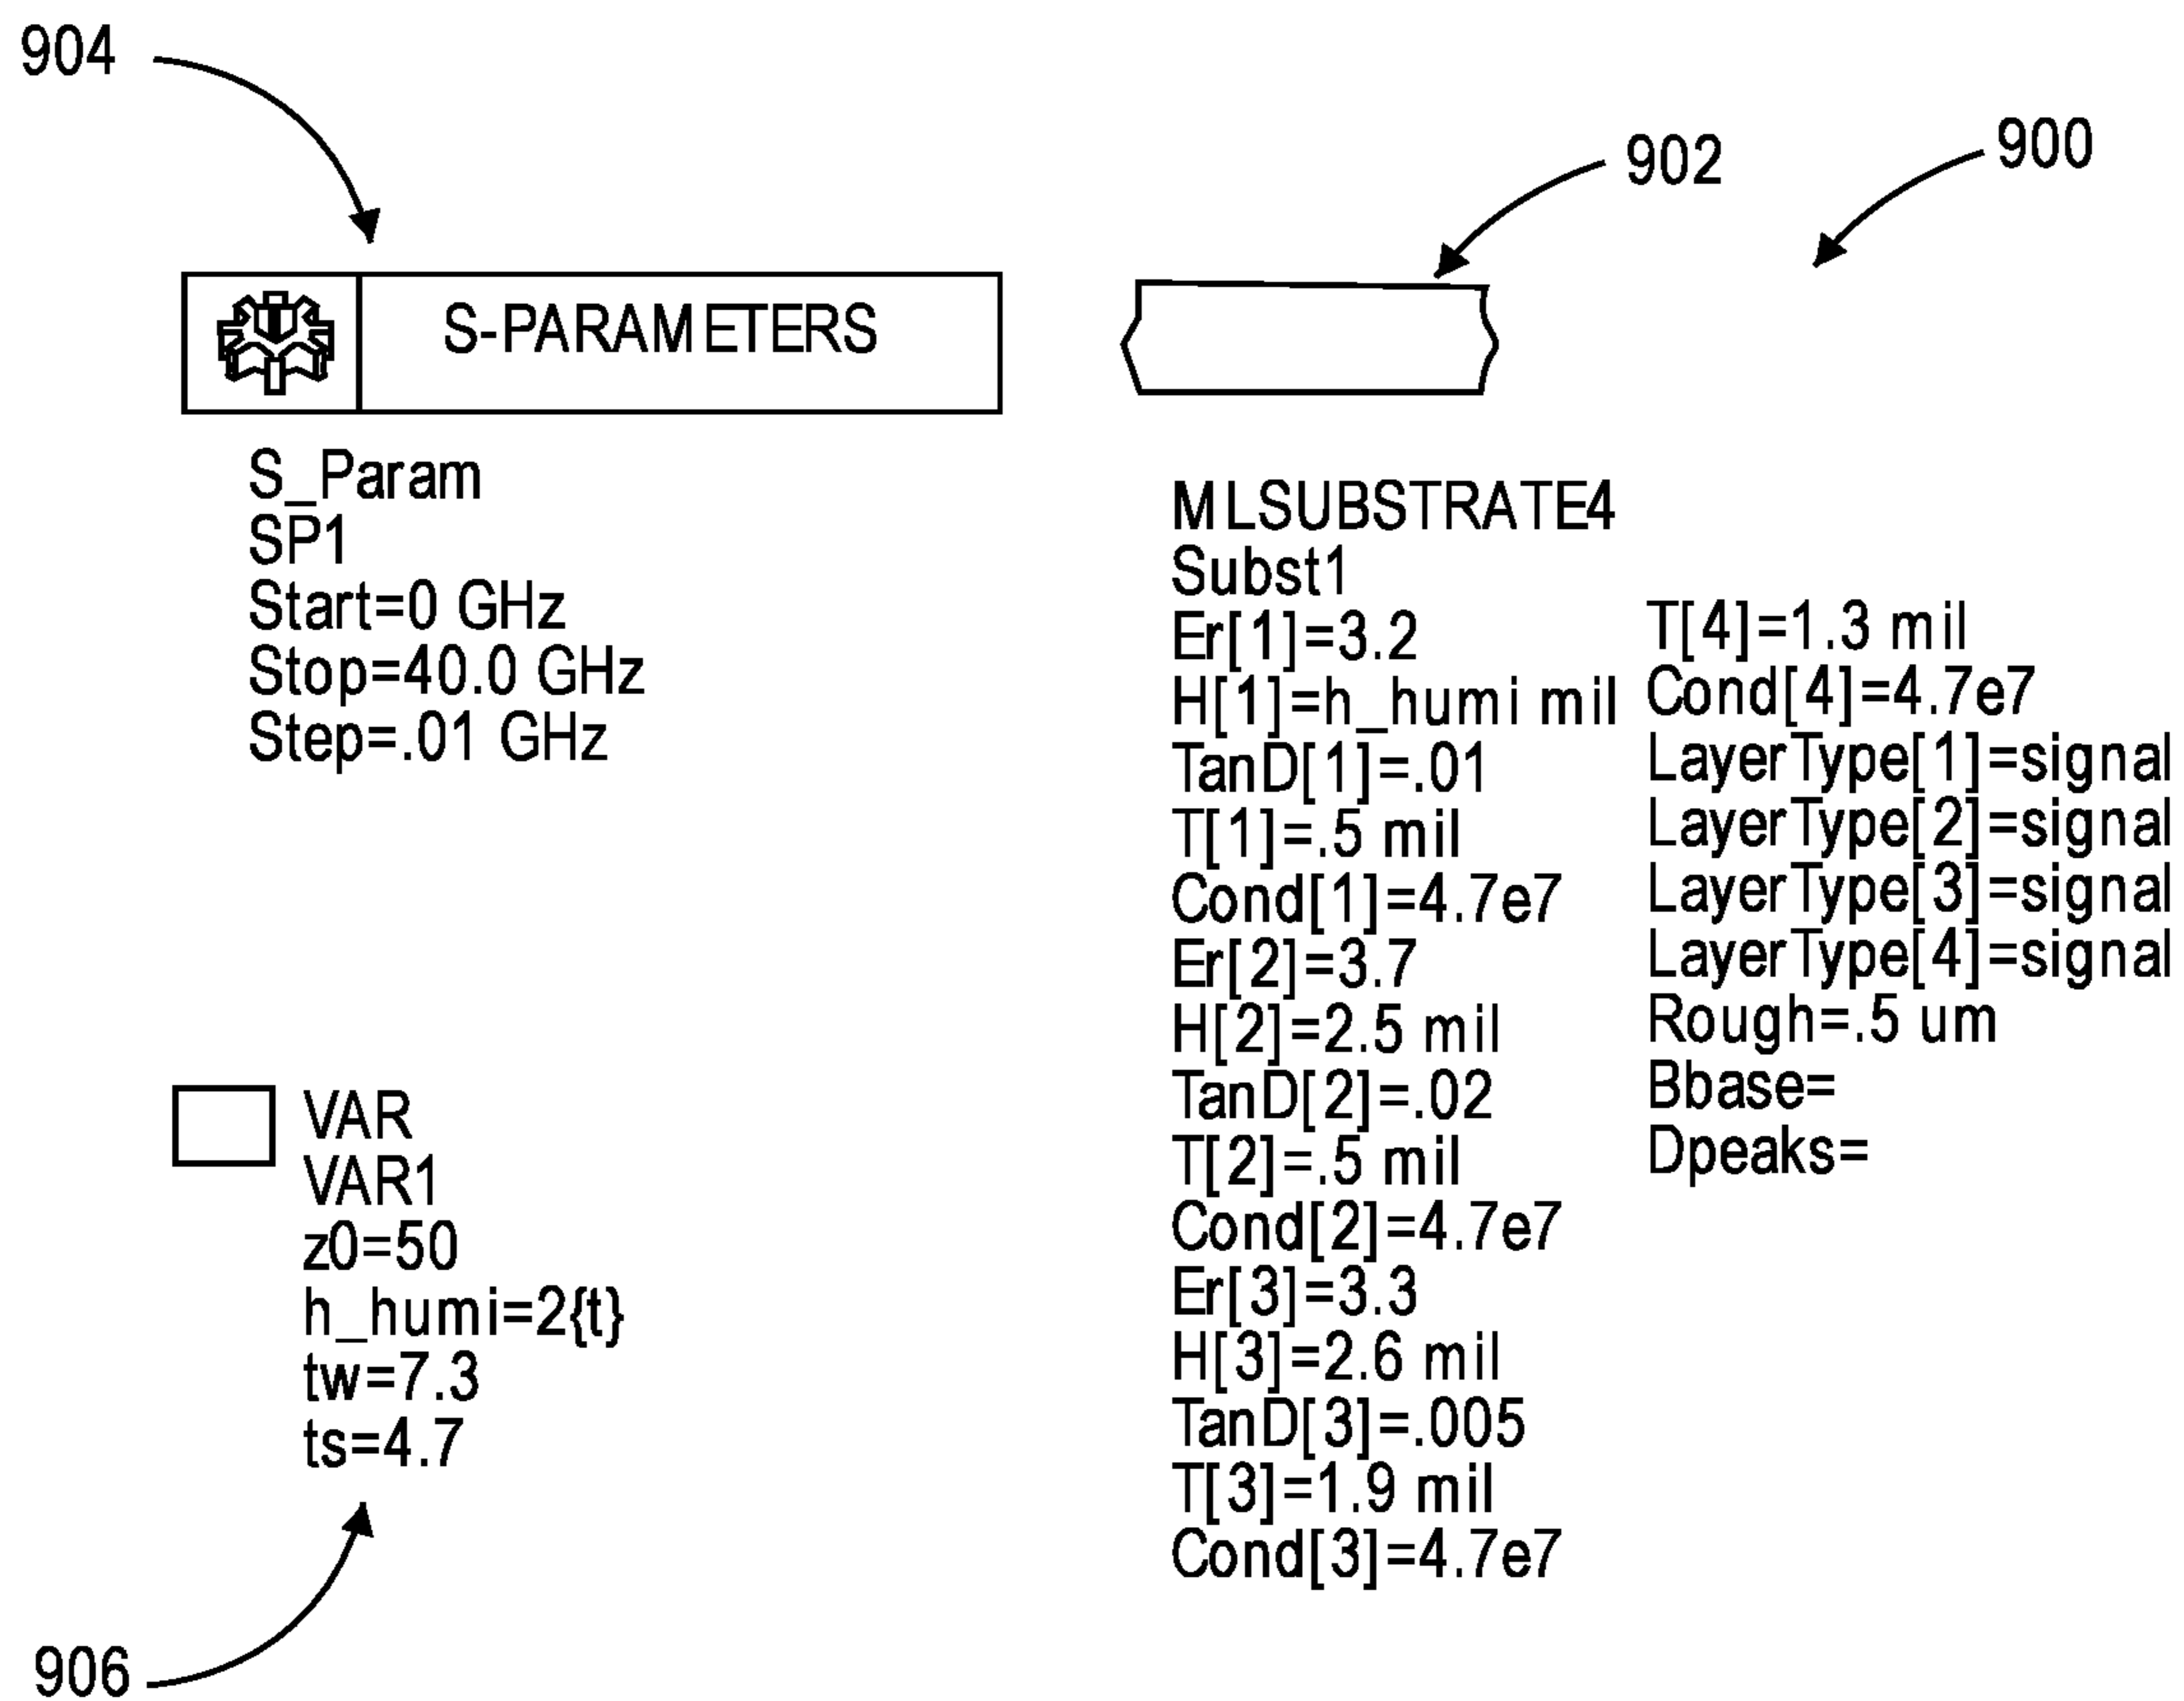 904
902
900
S-PARAMETERS
S_Param
SP1
Start=0 GHz
Stop=40.0 GHz
Step=.01 GHz
VAR
VAR1
z0=50
h_humi=2{t}
tw=7.3
ts=4.7
906
MLSUBSTRATE4
Subst1
Er[1]=3.2
H[1]=h_humi mil
TanD[1]=.01
T[1]=.5 mil
Cond[1]=4.7e7
Er[2]=3.7
H[2]=2.5 mil
TanD[2]=.02
T[2]=.5 mil
Cond[2]=4.7e7
Er[3]=3.3
H[3]=2.6 mil
TanD[3]=.005
T[3]=1.9 mil
Cond[3]=4.7e7
T[4]=1.3 mil
Cond[4]=4.7e7
LayerType[1]=signal
LayerType[2]=signal
LayerType[3]=signal
LayerType[4]=signal
Rough=.5 um
Bbase=
Dpeaks=